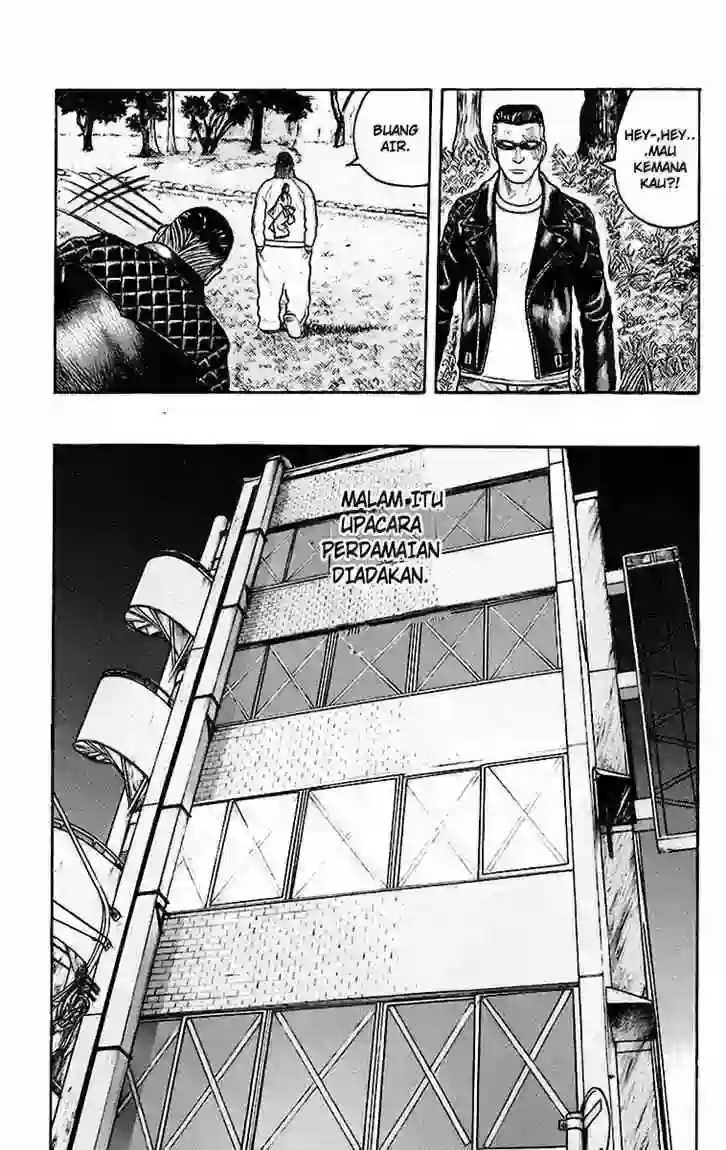 HEY-,HEY..
.MAU
KEMANA
KAU?!
BUANG
AIR.
MALAM ITU
UPACARA
PERDAMAIAN
DIADAKAN.